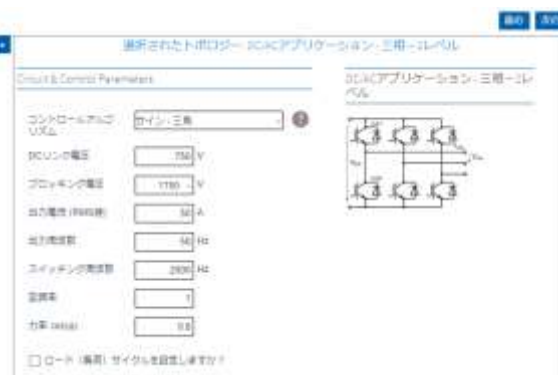 選択されたトポロジー DC/ACアプリケーション-三相-2レベル
Circuit & Control Parameters
DC/ACアプリケーション-三相-2レ
ベル
コントロールアルゴ
リズム
サイン-三角
DCリンク電圧
750 V
ブロッキング電圧
1700 V
出力電流 (RMS値)
50 A
出力周波数
50 Hz
スイッチング周波数
Hz
変調率
1
力率
ロード (負荷) サイクルを設定しますか?